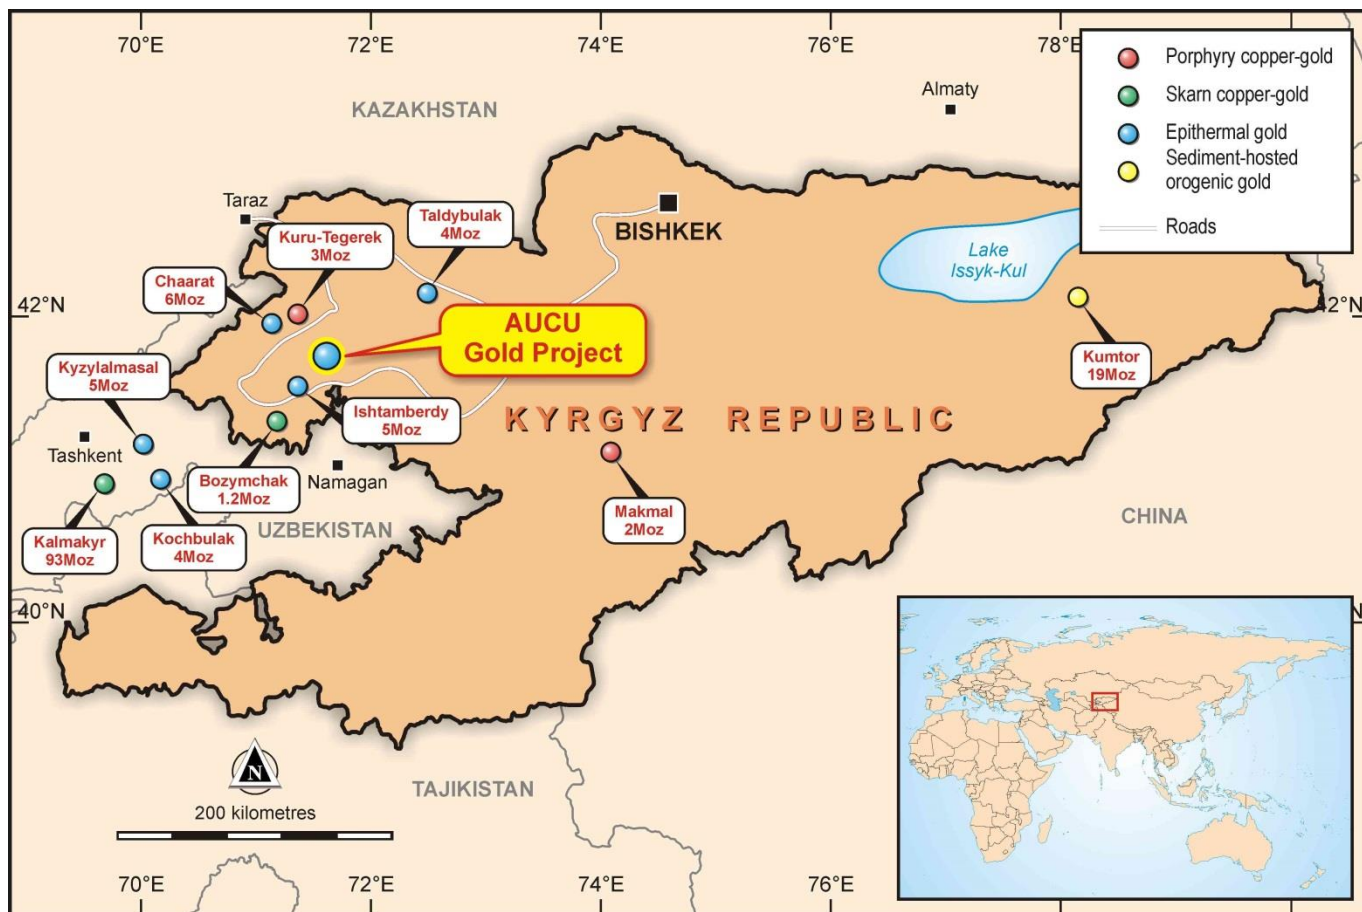 70°E
72°E
74°E
76°E
78°E
Porphyry copper-gold
Skarn copper-gold
Epithermal gold
Sediment-hosted
orogenic gold
Roads
KAZAKHSTAN
Almaty
Taraz
Taldybulak
4Moz
Kuru-Tegerek
3Moz
BISHKEK
Lake
Issyk-Kul
Chaarat
6Moz
42°N
42°N
AUCU
Gold Project
Kumtor
19Moz
Kyzylalmasal
5Moz
Ishtamberdy
5Moz
KYRGYZ REPUBLIC
Tashkent
Bozymchak
1.2Moz
Namagan
Makmal
2Moz
UZBEKISTAN
CHINA
Kalmakyr
93Moz
Kochbulak
4Moz
40°N
N
TAJIKISTAN
200 kilometres
70°E
72°E
74°E
76°E